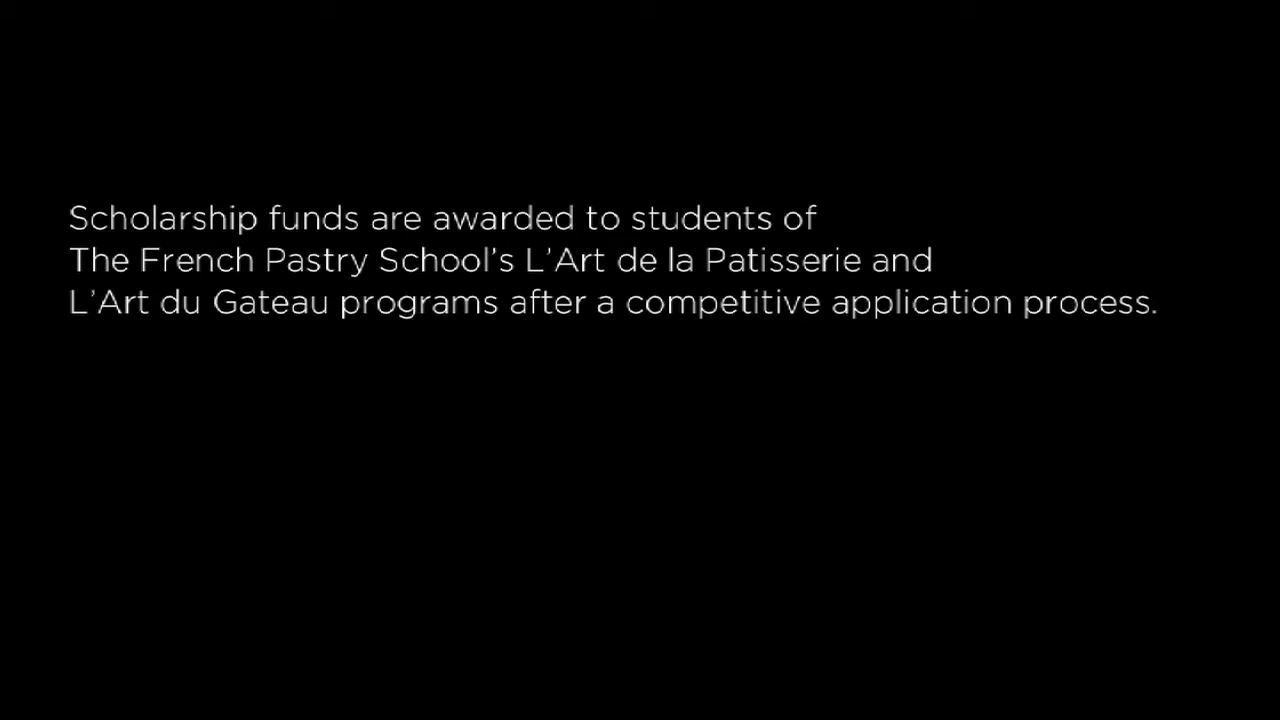 Scholarship funds are awarded to students of
The French Pastry School’s L’Art de la Patisserie and
L’Art du Gateau programs after a competitive application process.